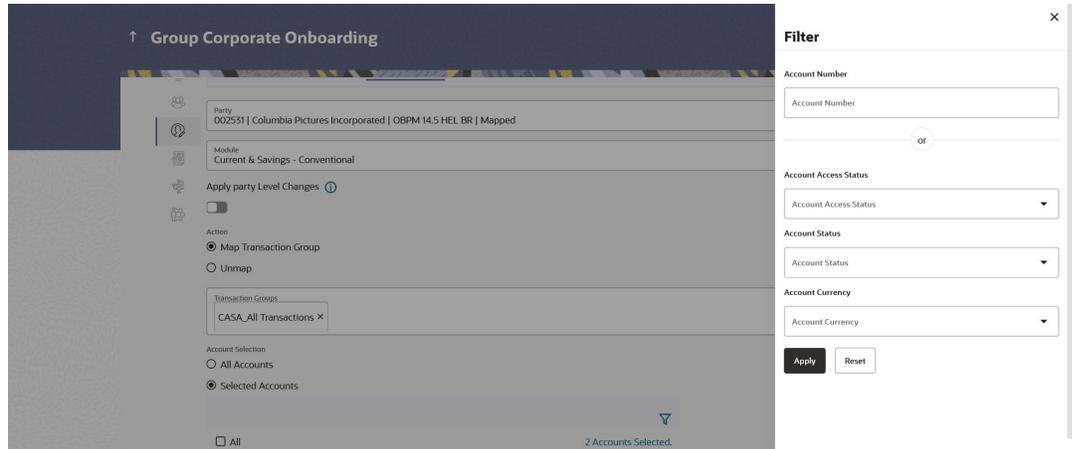 Group Corporate Onboarding
Party
002531 | Columbia Pictures Incorporated | OBPM 14.5 HEL BR | Mapped
Module
Current & Savings - Conventional
Apply party Level Changes
Action
Map Transaction Group
Unmap
Transaction Groups
CASA_All Transactions ×
Account Selection
All Accounts
Selected Accounts
All
2 Accounts Selected.
Filter
Account Number
Account Number
or
Account Access Status
Account Access Status
Account Status
Account Status
Account Currency
Account Currency
Apply
Reset